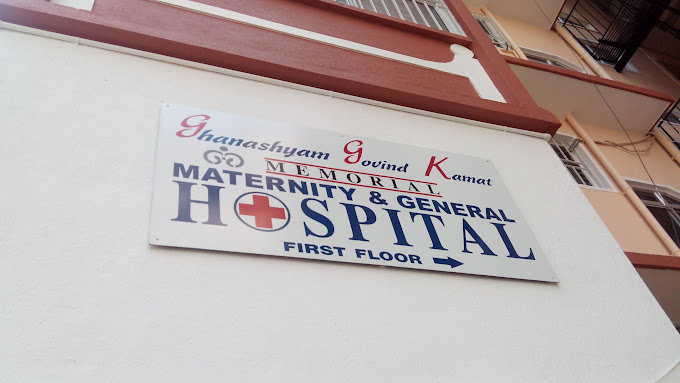 Ghanashyam Govind Kamat
MEMORIAL
MATERNITY & GENERAL
HOSPITAL
FIRST FLOOR →